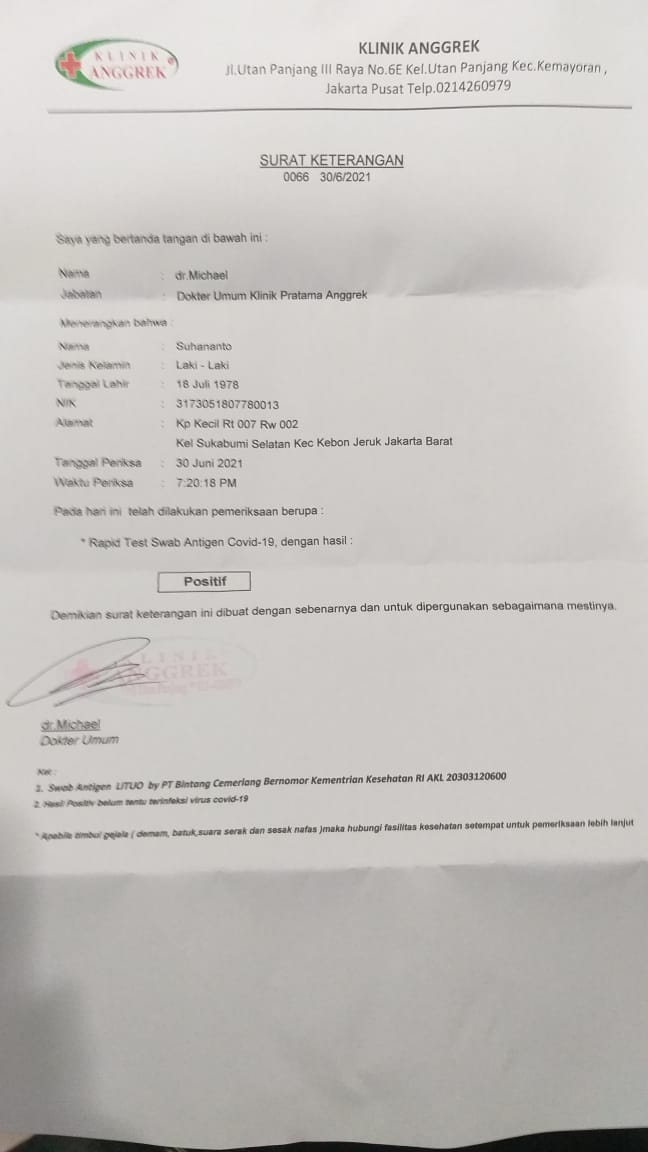 KLINIK
ANGGREK
KLINIK ANGGREK
Jl.Utan Panjang III Raya No.6E Kel.Utan Panjang Kec.Kemayoran ,
Jakarta Pusat Telp.0214260979
SURAT KETERANGAN
0066 30/6/2021
Saya yang bertanda tangan di bawah ini :
Nama : dr.Michael
Jabatan : Dokter Umum Klinik Pratama Anggrek
Menerangkan bahwa :
Nama : Suhananto
Jenis Kelamin : Laki - Laki
Tanggal Lahir : 18 Juli 1978
NIK : 3173051807780013
Alamat : Kp Kecil Rt 007 Rw 002
Kel Sukabumi Selatan Kec Kebon Jeruk Jakarta Barat
Tanggal Periksa : 30 Juni 2021
Waktu Periksa : 7:20:18 PM
Pada hari ini telah dilakukan pemeriksaan berupa :
* Rapid Test Swab Antigen Covid-19, dengan hasil :
Positif
Demikian surat keterangan ini dibuat dengan sebenarnya dan untuk dipergunakan sebagaimana mestinya.
KLINIK
ANGGREK
dr.Michael
Dokter Umum
Ket :
1. Swab Antigen LITUO by PT Bintang Cemerlang Bernomor Kementrian Kesehatan RI AKL 20303120600
2. Hasil Positiv belum tentu terinfeksi virus covid-19
* Apabila timbul gejala ( demam, batuk,suara serak dan sesak nafas )maka hubungi fasilitas kesehatan setempat untuk pemeriksaan lebih lanjut